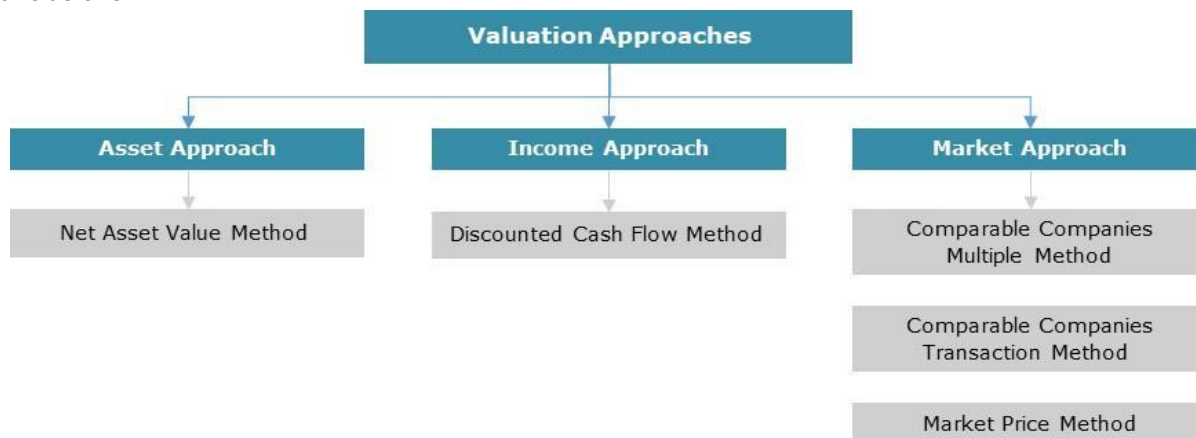 Valuation Approaches
Asset Approach
Income Approach
Market Approach
Net Asset Value Method
Discounted Cash Flow Method
Comparable Companies
Multiple Method
Comparable Companies
Transaction Method
Market Price Method